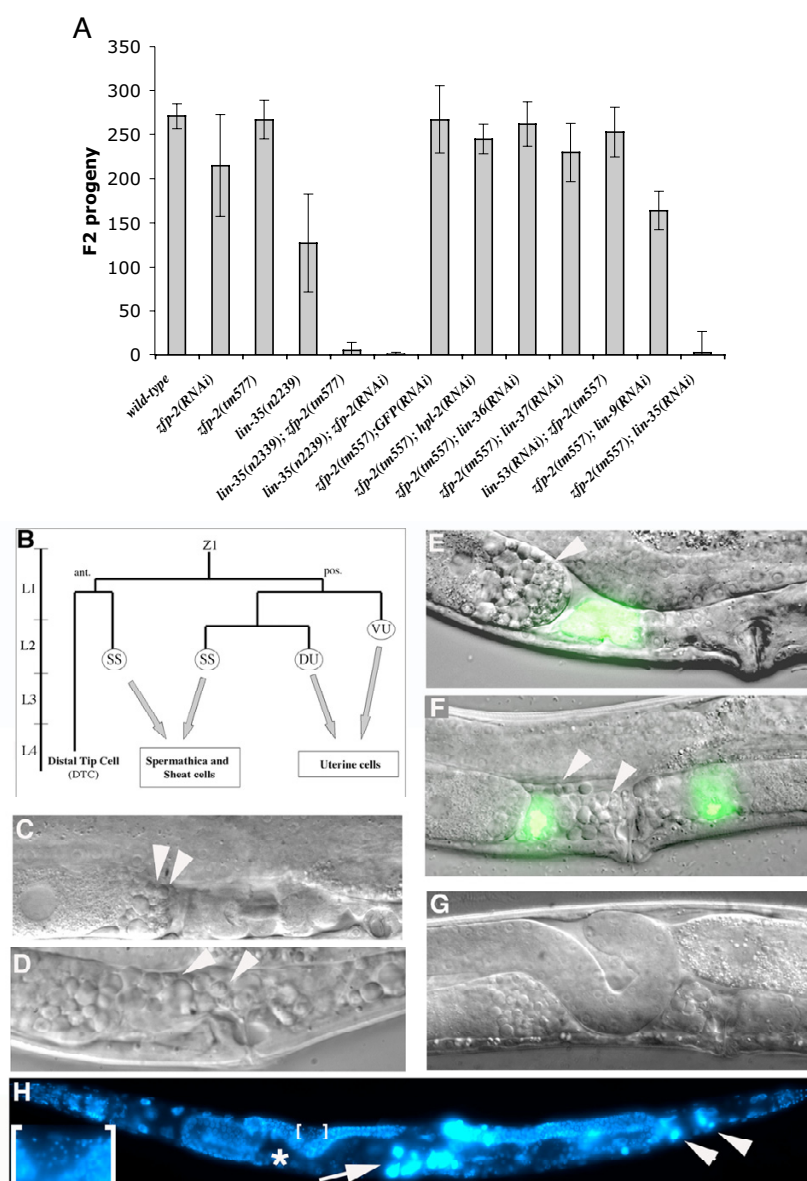 A
350
300
250
200
150
100
50
0
F2 progeny
wild-type
zfp-2(RNAi)
zfp-2(tm577)
lin-35(n2239)
lin-35(n2339); zfp-2(tm577)
lin-35(n2239); zfp-2(RNAi)
zfp-2(tm557);GFP(RNAi)
zfp-2(tm557); hpl-2(RNAi)
zfp-2(tm557); lin-36(RNAi)
zfp-2(tm557); lin-37(RNAi)
lin-53(RNAi); zfp-2(tm557)
zfp-2(tm557); lin-9(RNAi)
zfp-2(tm557); lin-35(RNAi)
B
Z1
ant.
pos.
L1
L2
L3
L4
VU
SS
SS
DU
Distal Tip Cell
(DTC)
Spermathica and
Sheat cells
Uterine cells
C
D
E
F
G
H
[ ]
*